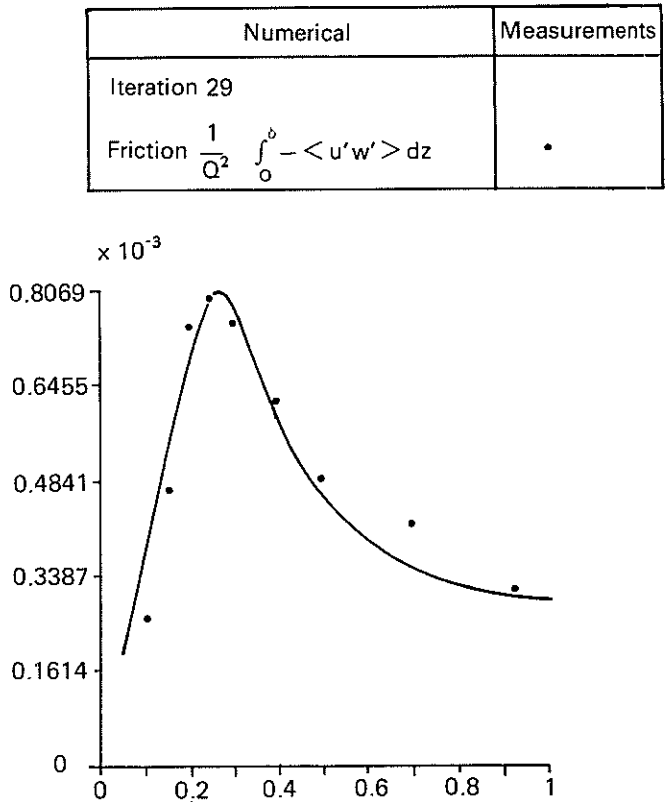 Numerical Measurements
Iteration 29
Friction 1/Q² ∫₀ᵟ – < u′w′ > dz •
x 10⁻³
0.8069
0.6455
0.4841
0.3387
0.1614
0
0 0.2 0.4 0.6 0.8 1